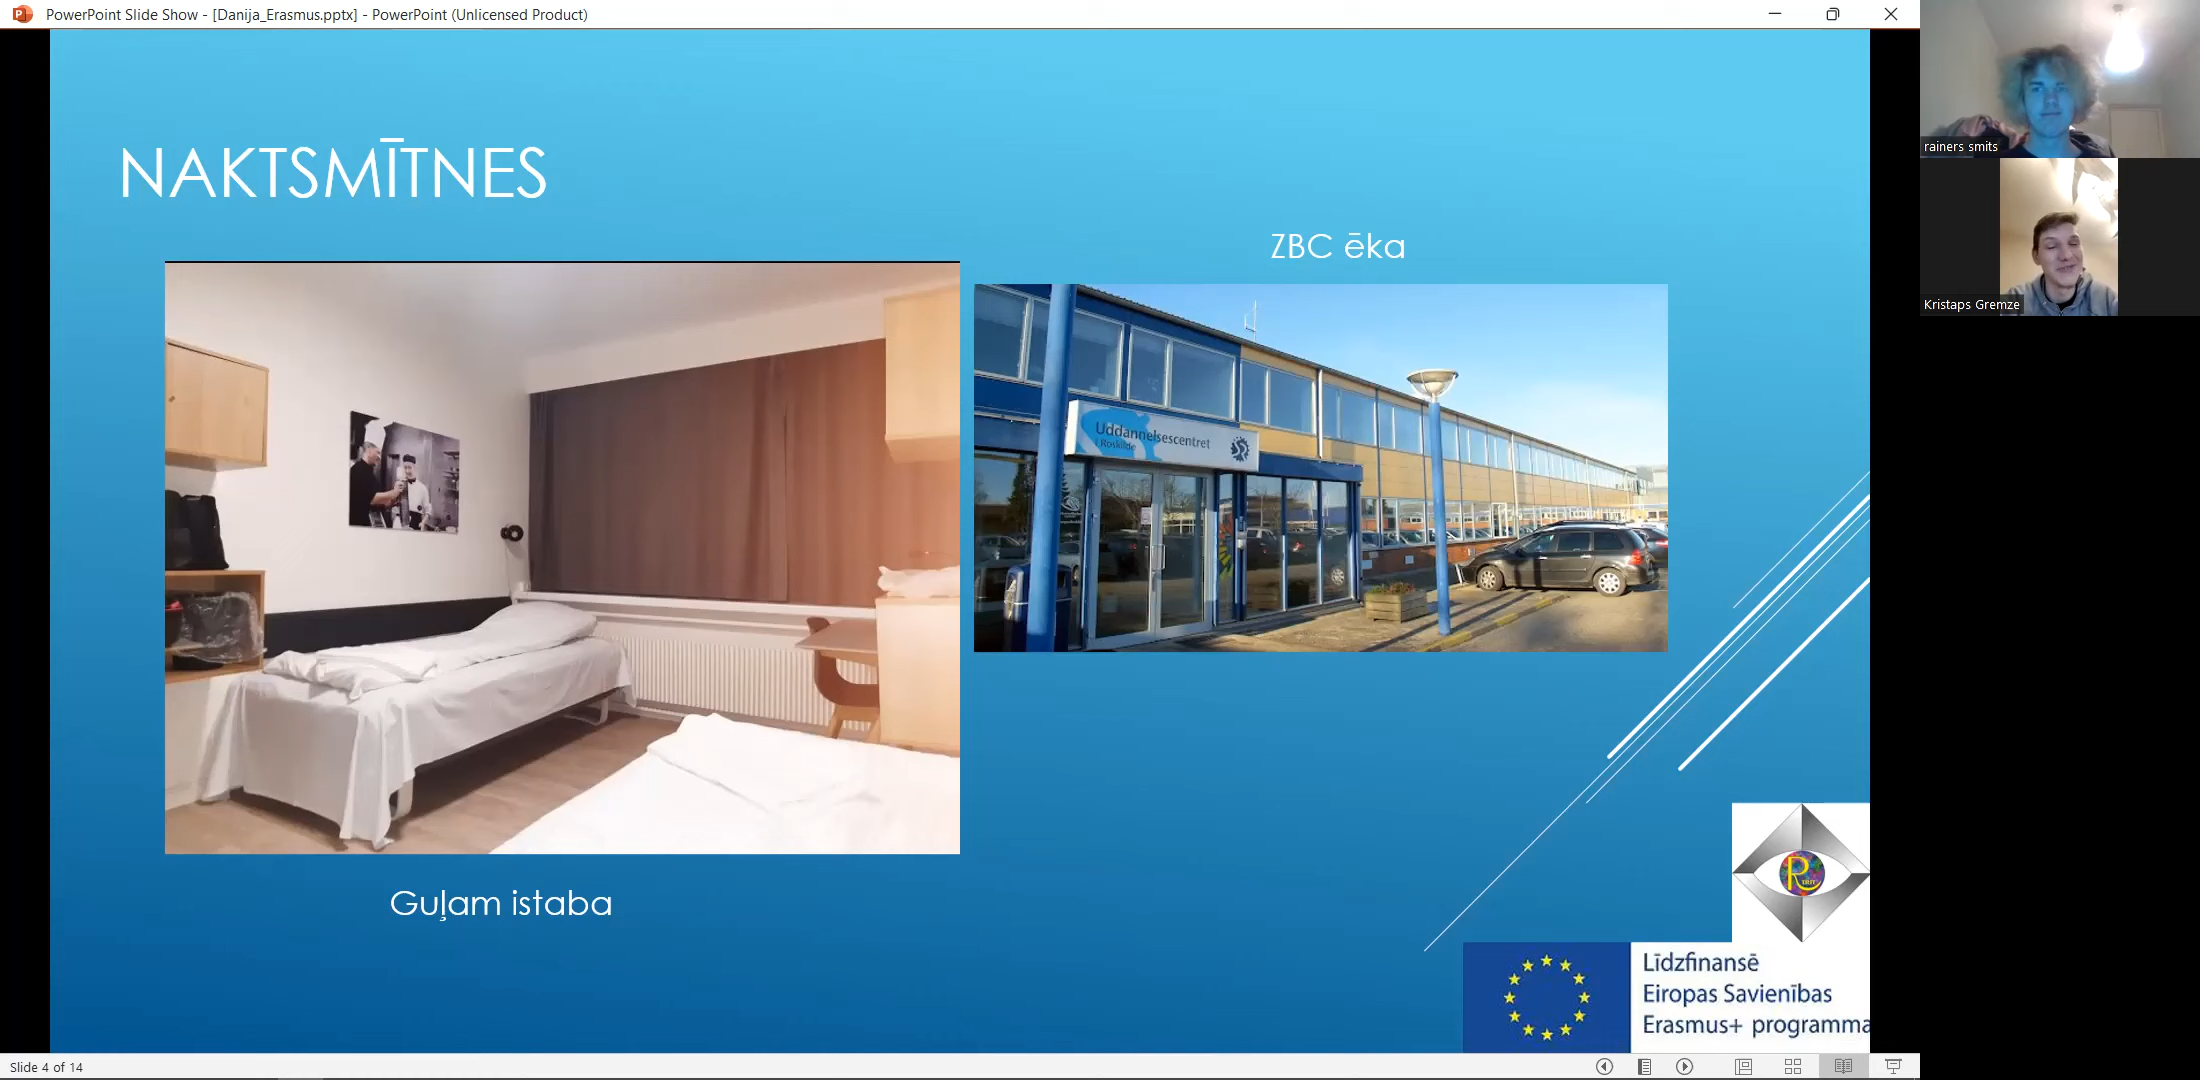 PowerPoint Slide Show - [Danija_Erasmus.pptx] - PowerPoint (Unlicensed Product)
rainers smits
Kristaps Gremze
NAKTSMĪTNES
ZBC ēka
Uddannelsescentret
i Roskilde
Guļam istaba
Līdzfinansē
Eiropas Savienības
Erasmus+ programma
Slide 4 of 14